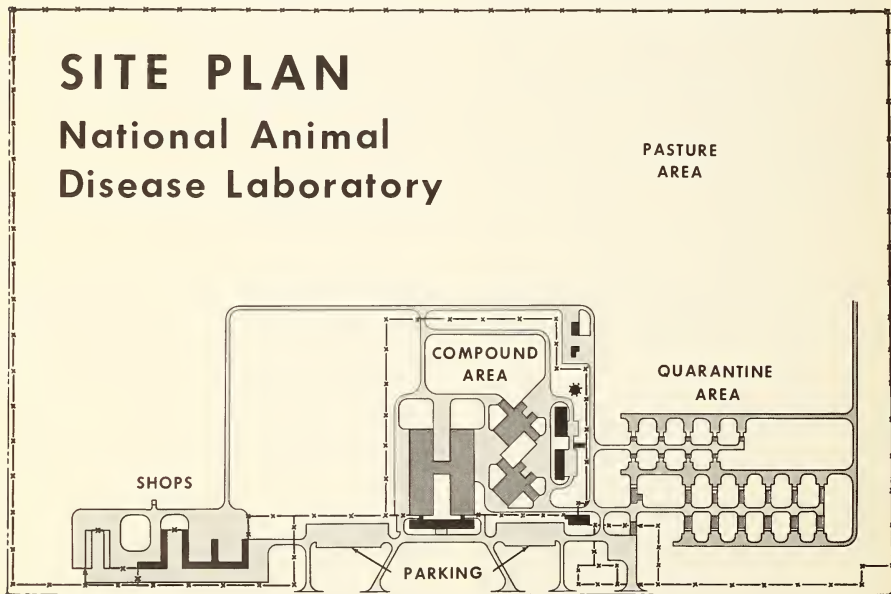 SITE PLAN
National Animal
Disease Laboratory
PASTURE
AREA
COMPOUND
AREA
QUARANTINE
AREA
SHOPS
PARKING